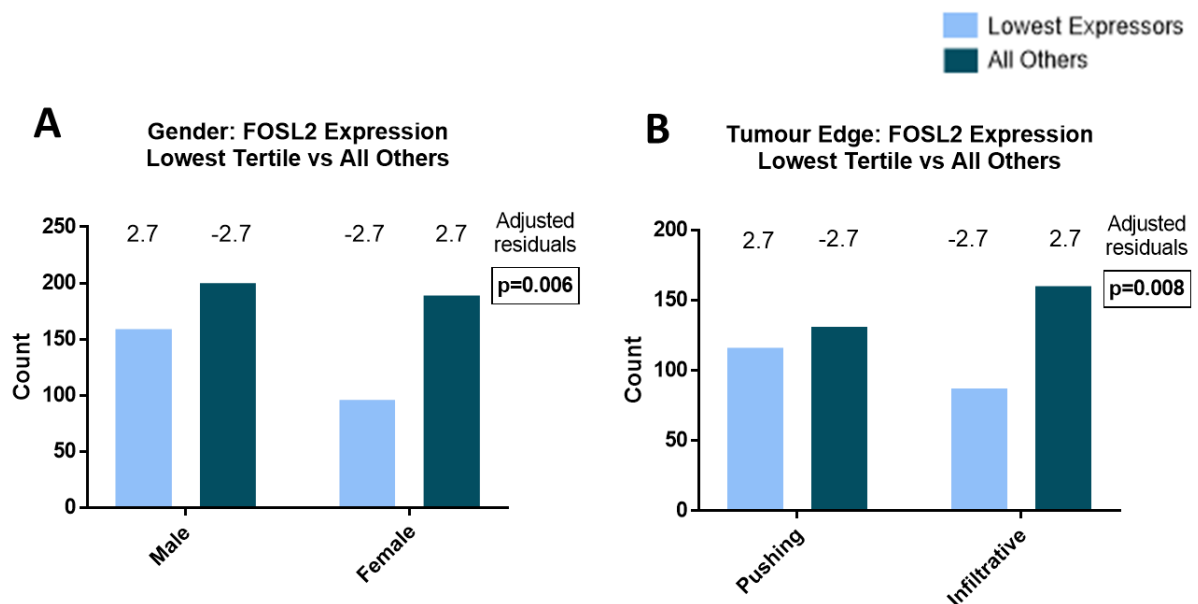 Lowest Expressors
All Others
A
Gender: FOSL2 Expression
Lowest Tertile vs All Others
250
200
150
100
50
0
Count
2.7 -2.7 -2.7 2.7
Adjusted
residuals
p=0.006
Male
Female
B
Tumour Edge: FOSL2 Expression
Lowest Tertile vs All Others
200
150
100
50
0
Count
2.7 -2.7 -2.7 2.7
Adjusted
residuals
p=0.008
Pushing
Infiltrative